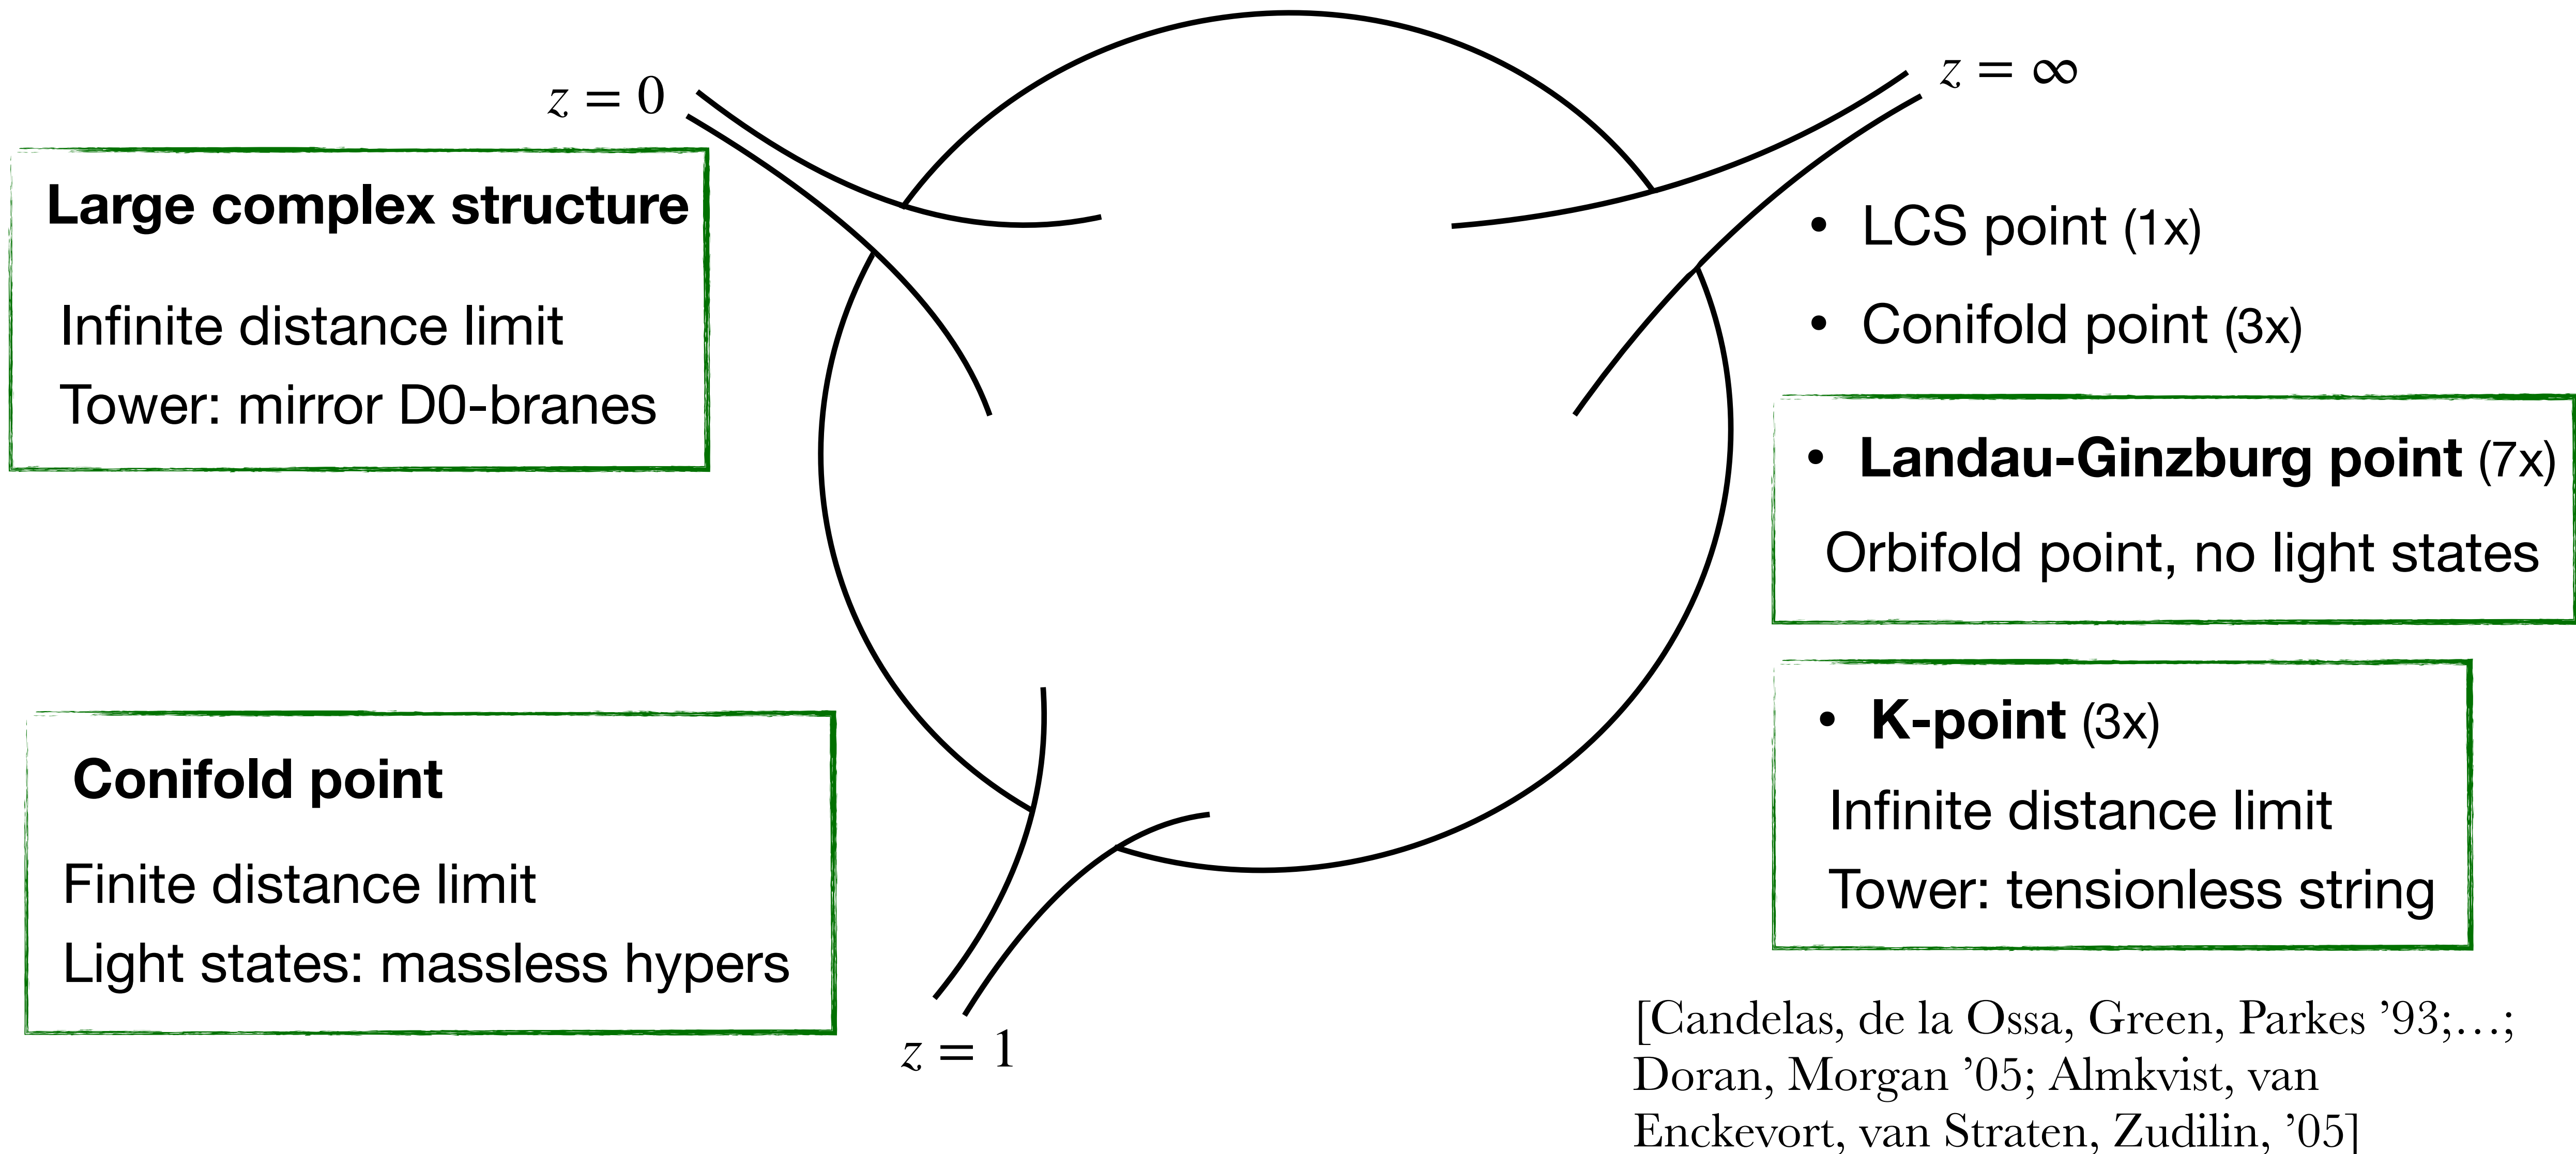 z = 0
Large complex structure
Infinite distance limit
Tower: mirror D0-branes
Conifold point
Finite distance limit
Light states: massless hypers
z = 1
z = ∞
• LCS point (1x)
• Conifold point (3x)
• Landau-Ginzburg point (7x)
Orbifold point, no light states
• K-point (3x)
Infinite distance limit
Tower: tensionless string
[Candelas, de la Ossa, Green, Parkes ’93;…;
Doran, Morgan ’05; Almkvist, van
Enckevort, van Straten, Zudilin, ’05]